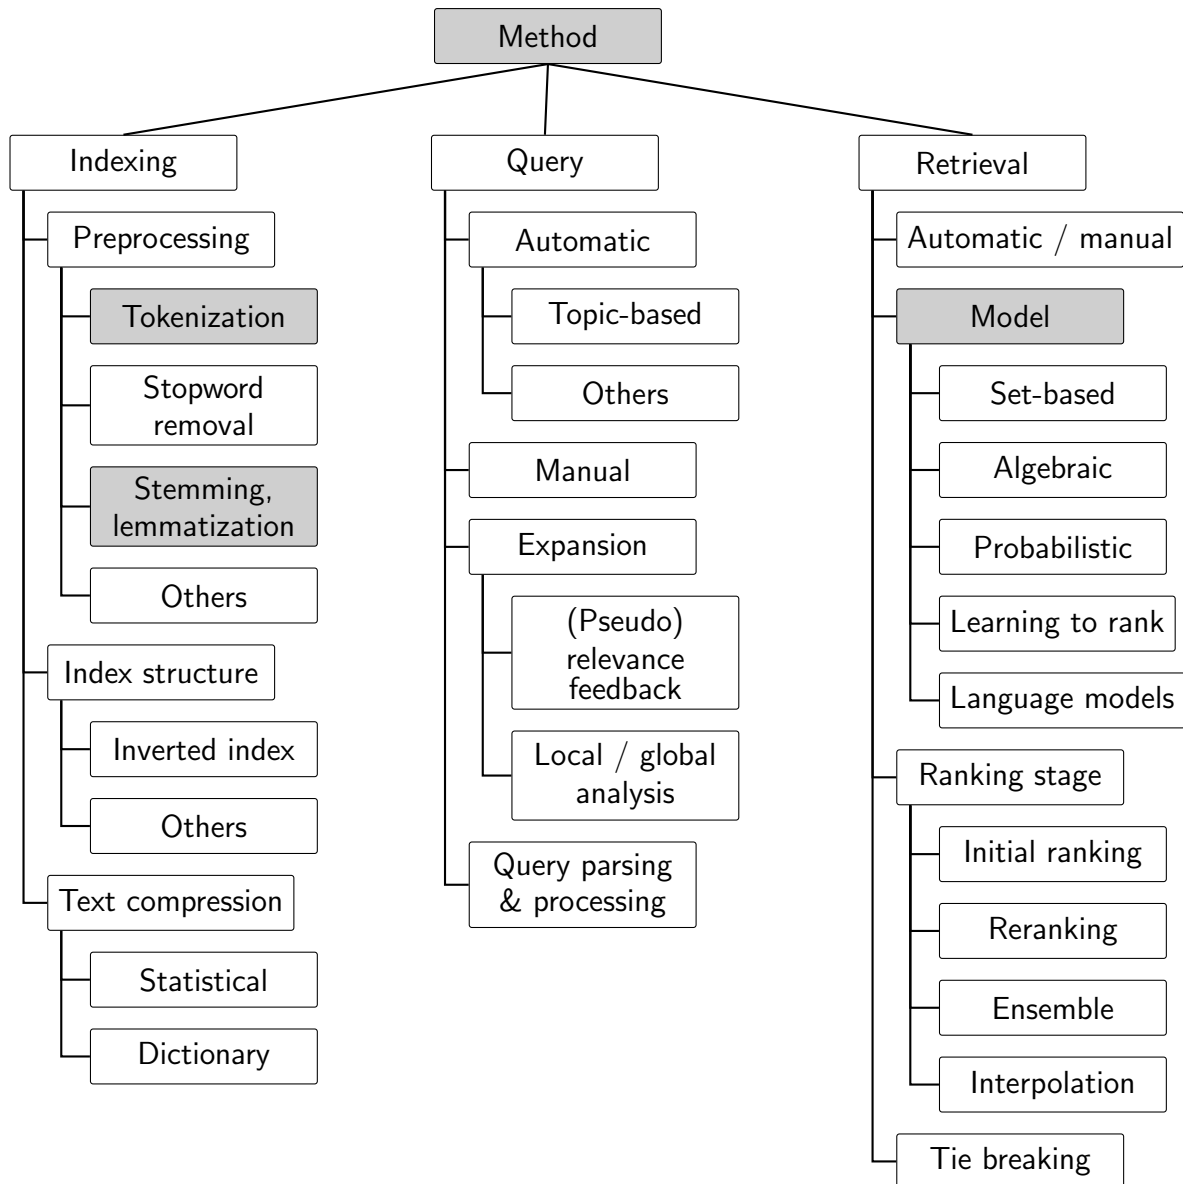 Method
Indexing
Preprocessing
Tokenization
Stopword
removal
Stemming,
lemmatization
Others
Index structure
Inverted index
Others
Text compression
Statistical
Dictionary
Query
Automatic
Topic-based
Others
Manual
Expansion
(Pseudo)
relevance
feedback
Local / global
analysis
Query parsing
& processing
Retrieval
Automatic / manual
Model
Set-based
Algebraic
Probabilistic
Learning to rank
Language models
Ranking stage
Initial ranking
Reranking
Ensemble
Interpolation
Tie breaking